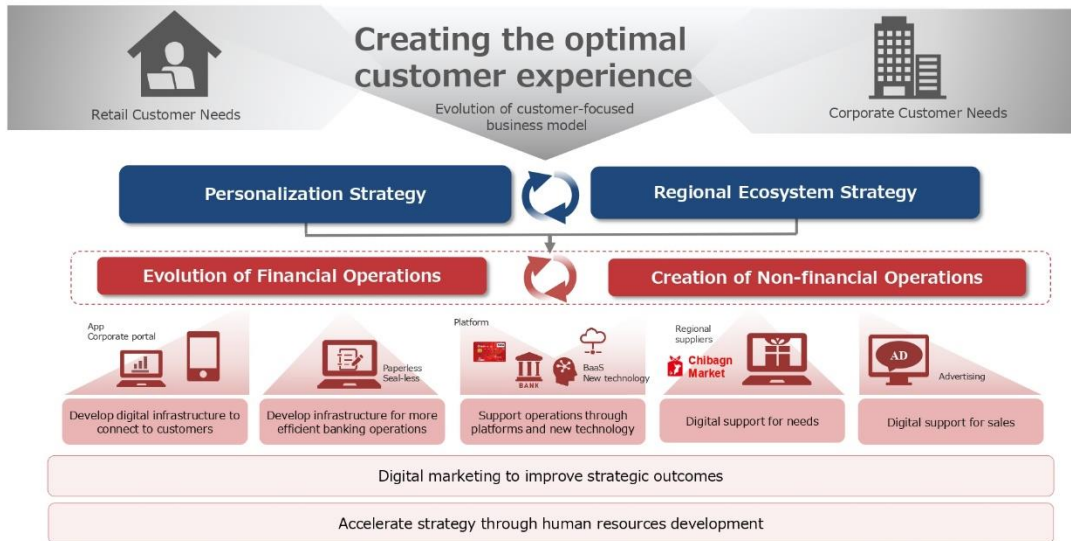 Creating the optimal
customer experience
Evolution of customer-focused
business model
Retail Customer Needs
Corporate Customer Needs
Personalization Strategy
Regional Ecosystem Strategy
Evolution of Financial Operations
Creation of Non-financial Operations
App
Corporate portal
Paperless
Seal-less
Platform
BANK
BaaS
New technology
Regional
suppliers
Chibagn
Market
AD
Advertising
Develop digital infrastructure to
connect to customers
Develop infrastructure for more
efficient banking operations
Support operations through
platforms and new technology
Digital support for needs
Digital support for sales
Digital marketing to improve strategic outcomes
Accelerate strategy through human resources development